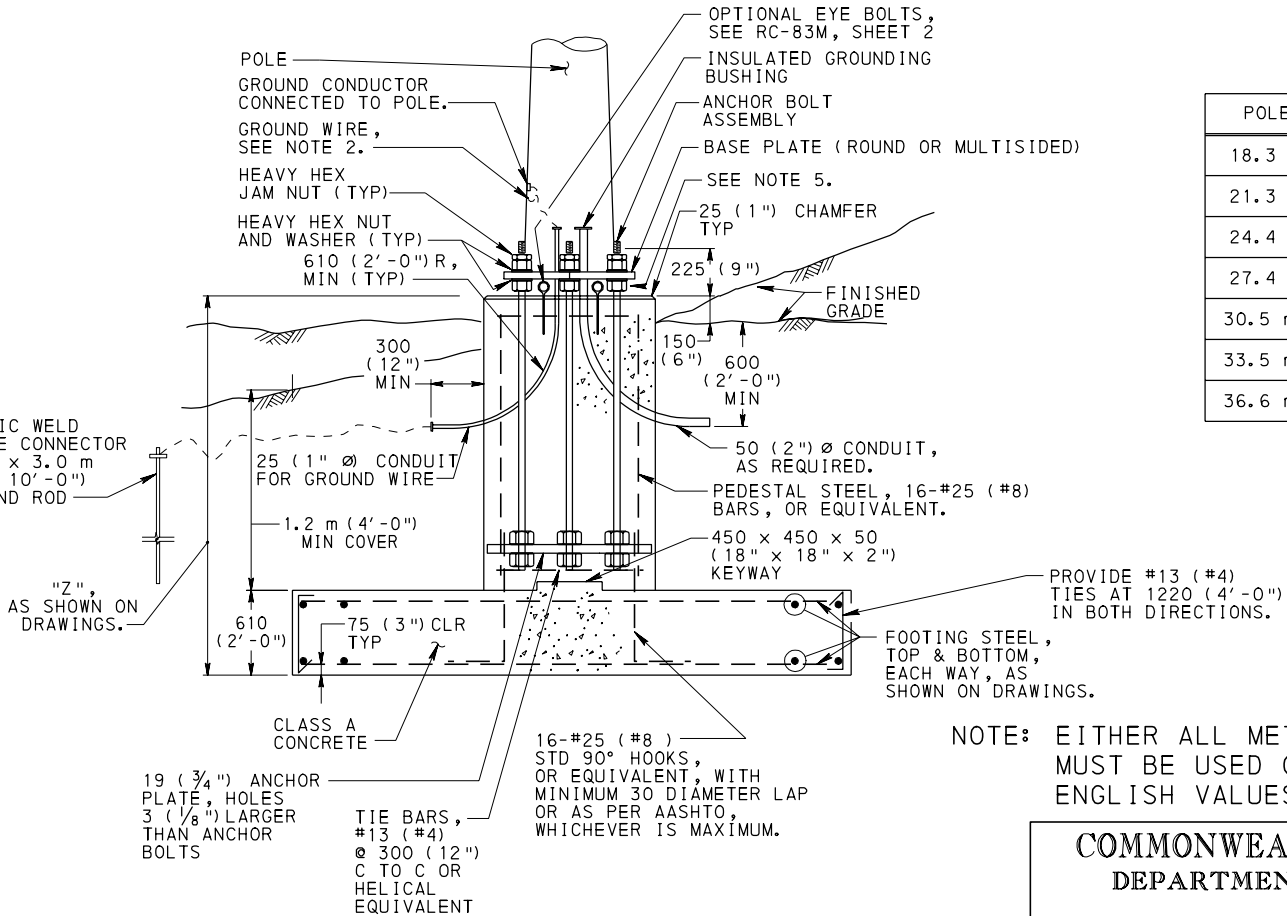 OPTIONAL EYE BOLTS,
SEE RC-83M, SHEET 2
INSULATED GROUNDING
BUSHING
ANCHOR BOLT
ASSEMBLY
BASE PLATE (ROUND OR MULTISIDED)
SEE NOTE 5.
25 (1") CHAMFER
TYP
225 (9")
FINISHED
GRADE
POLE
GROUND CONDUCTOR
CONNECTED TO POLE.
GROUND WIRE,
SEE NOTE 2.
HEAVY HEX
JAM NUT (TYP)
HEAVY HEX NUT
AND WASHER (TYP)
610 (2'-0")R,
MIN (TYP)
300
(12")
MIN
150
(6")
600
(2'-0")
MIN
IC WELD
E CONNECTOR
x 3.0 m
10'-0")
ND ROD
25 (1" Ø) CONDUIT
FOR GROUND WIRE
1.2 m (4'-0")
MIN COVER
"Z",
AS SHOWN ON
DRAWINGS.
610
(2'-0")
75 (3") CLR
TYP
50 (2") Ø CONDUIT,
AS REQUIRED.
PEDESTAL STEEL, 16-#25 (#8)
BARS, OR EQUIVALENT.
450 x 450 x 50
(18" x 18" x 2")
KEYWAY
PROVIDE #13 (#4)
TIES AT 1220 (4'-0")
IN BOTH DIRECTIONS.
FOOTING STEEL,
TOP & BOTTOM,
EACH WAY, AS
SHOWN ON DRAWINGS.
CLASS A
CONCRETE
19 (3/4") ANCHOR
PLATE, HOLES
3 (1/8") LARGER
THAN ANCHOR
BOLTS
TIE BARS,
#13 (#4)
@ 300 (12")
C TO C OR
HELICAL
EQUIVALENT
16-#25 (#8 )
STD 90° HOOKS,
OR EQUIVALENT, WITH
MINIMUM 30 DIAMETER LAP
OR AS PER AASHTO,
WHICHEVER IS MAXIMUM.
POLE
18.3
21.3
24.4
27.4
30.5 m
33.5 m
36.6 m
NOTE: EITHER ALL MET
MUST BE USED O
ENGLISH VALUES
COMMONWEA
DEPARTMEN